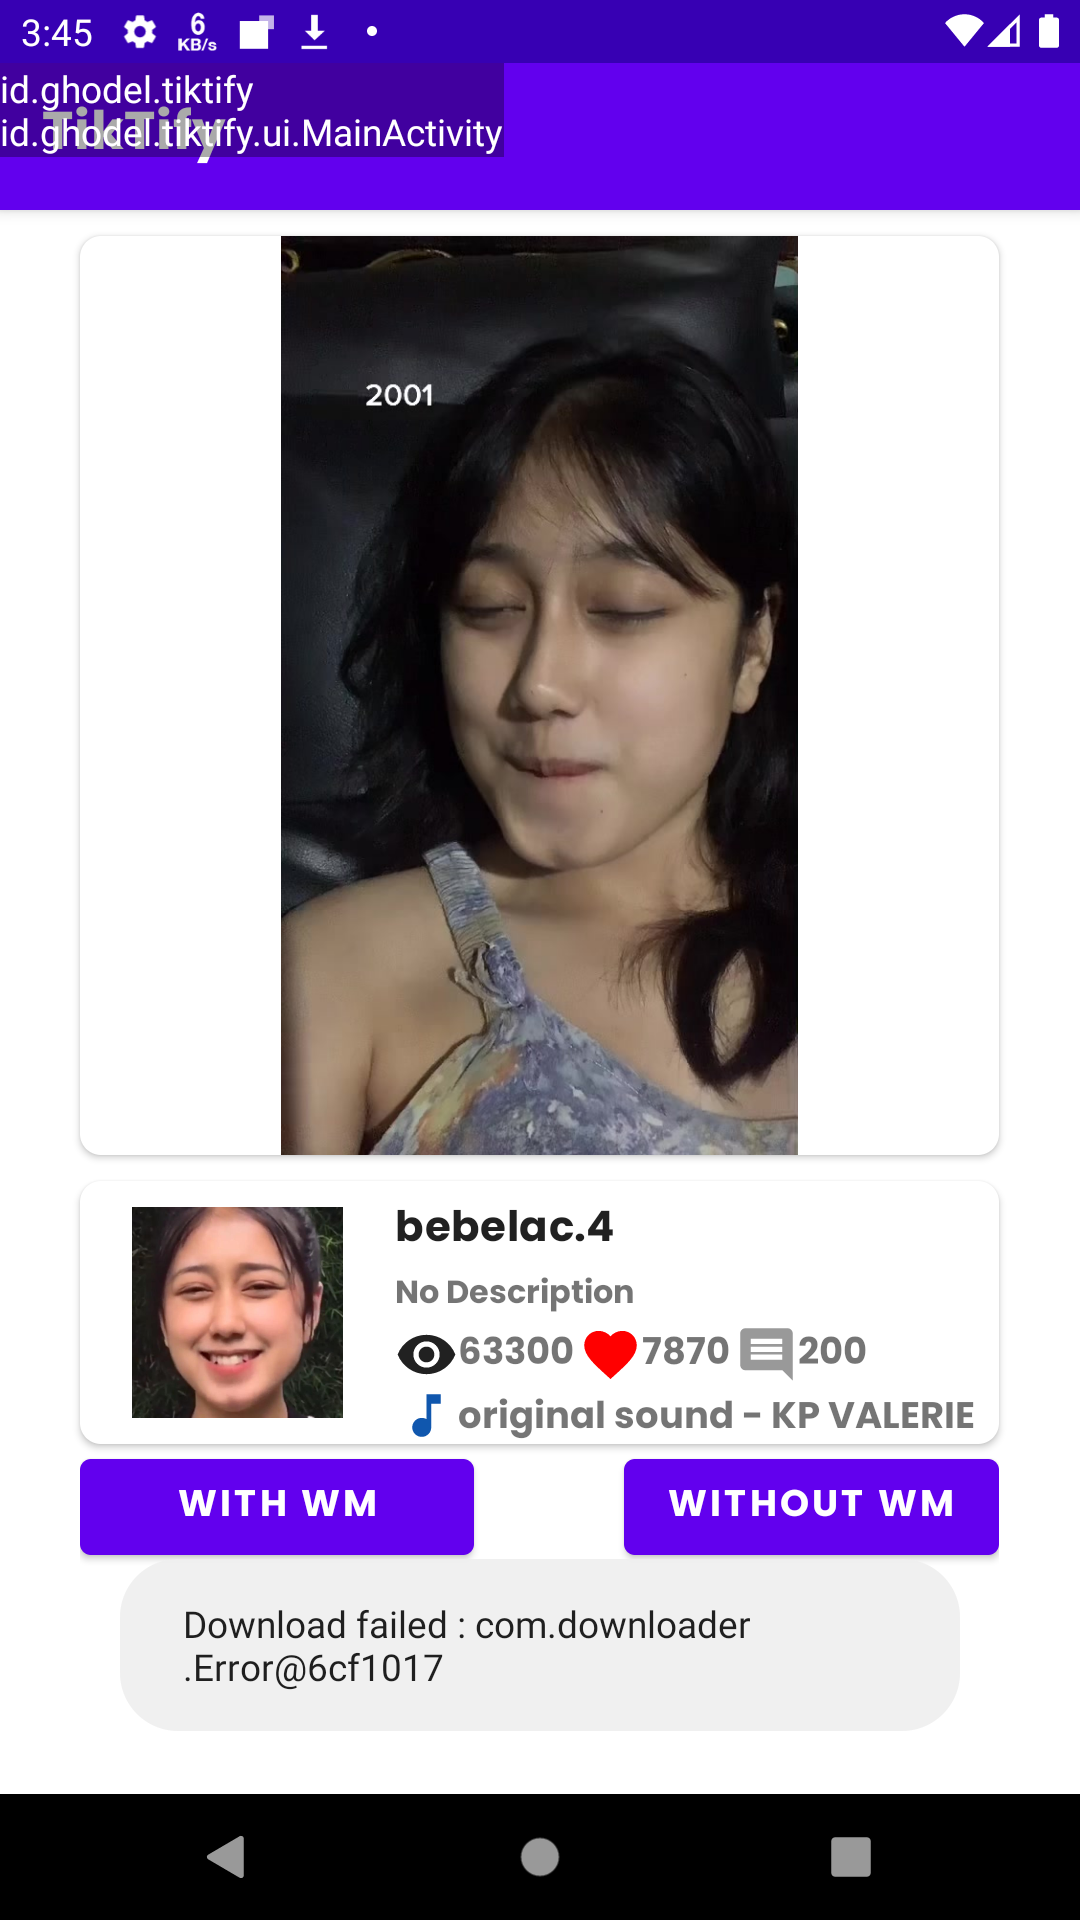 3:45
6
KB/s
id.ghodel.tiktify
TikTify
id.ghodel.tiktify.ui.MainActivity
2001
bebelac.4
No Description
63300 7870 200
original sound - KP VALERIE
WITH WM WITHOUT WM
Download failed : com.downloader
.Error@6cf1017